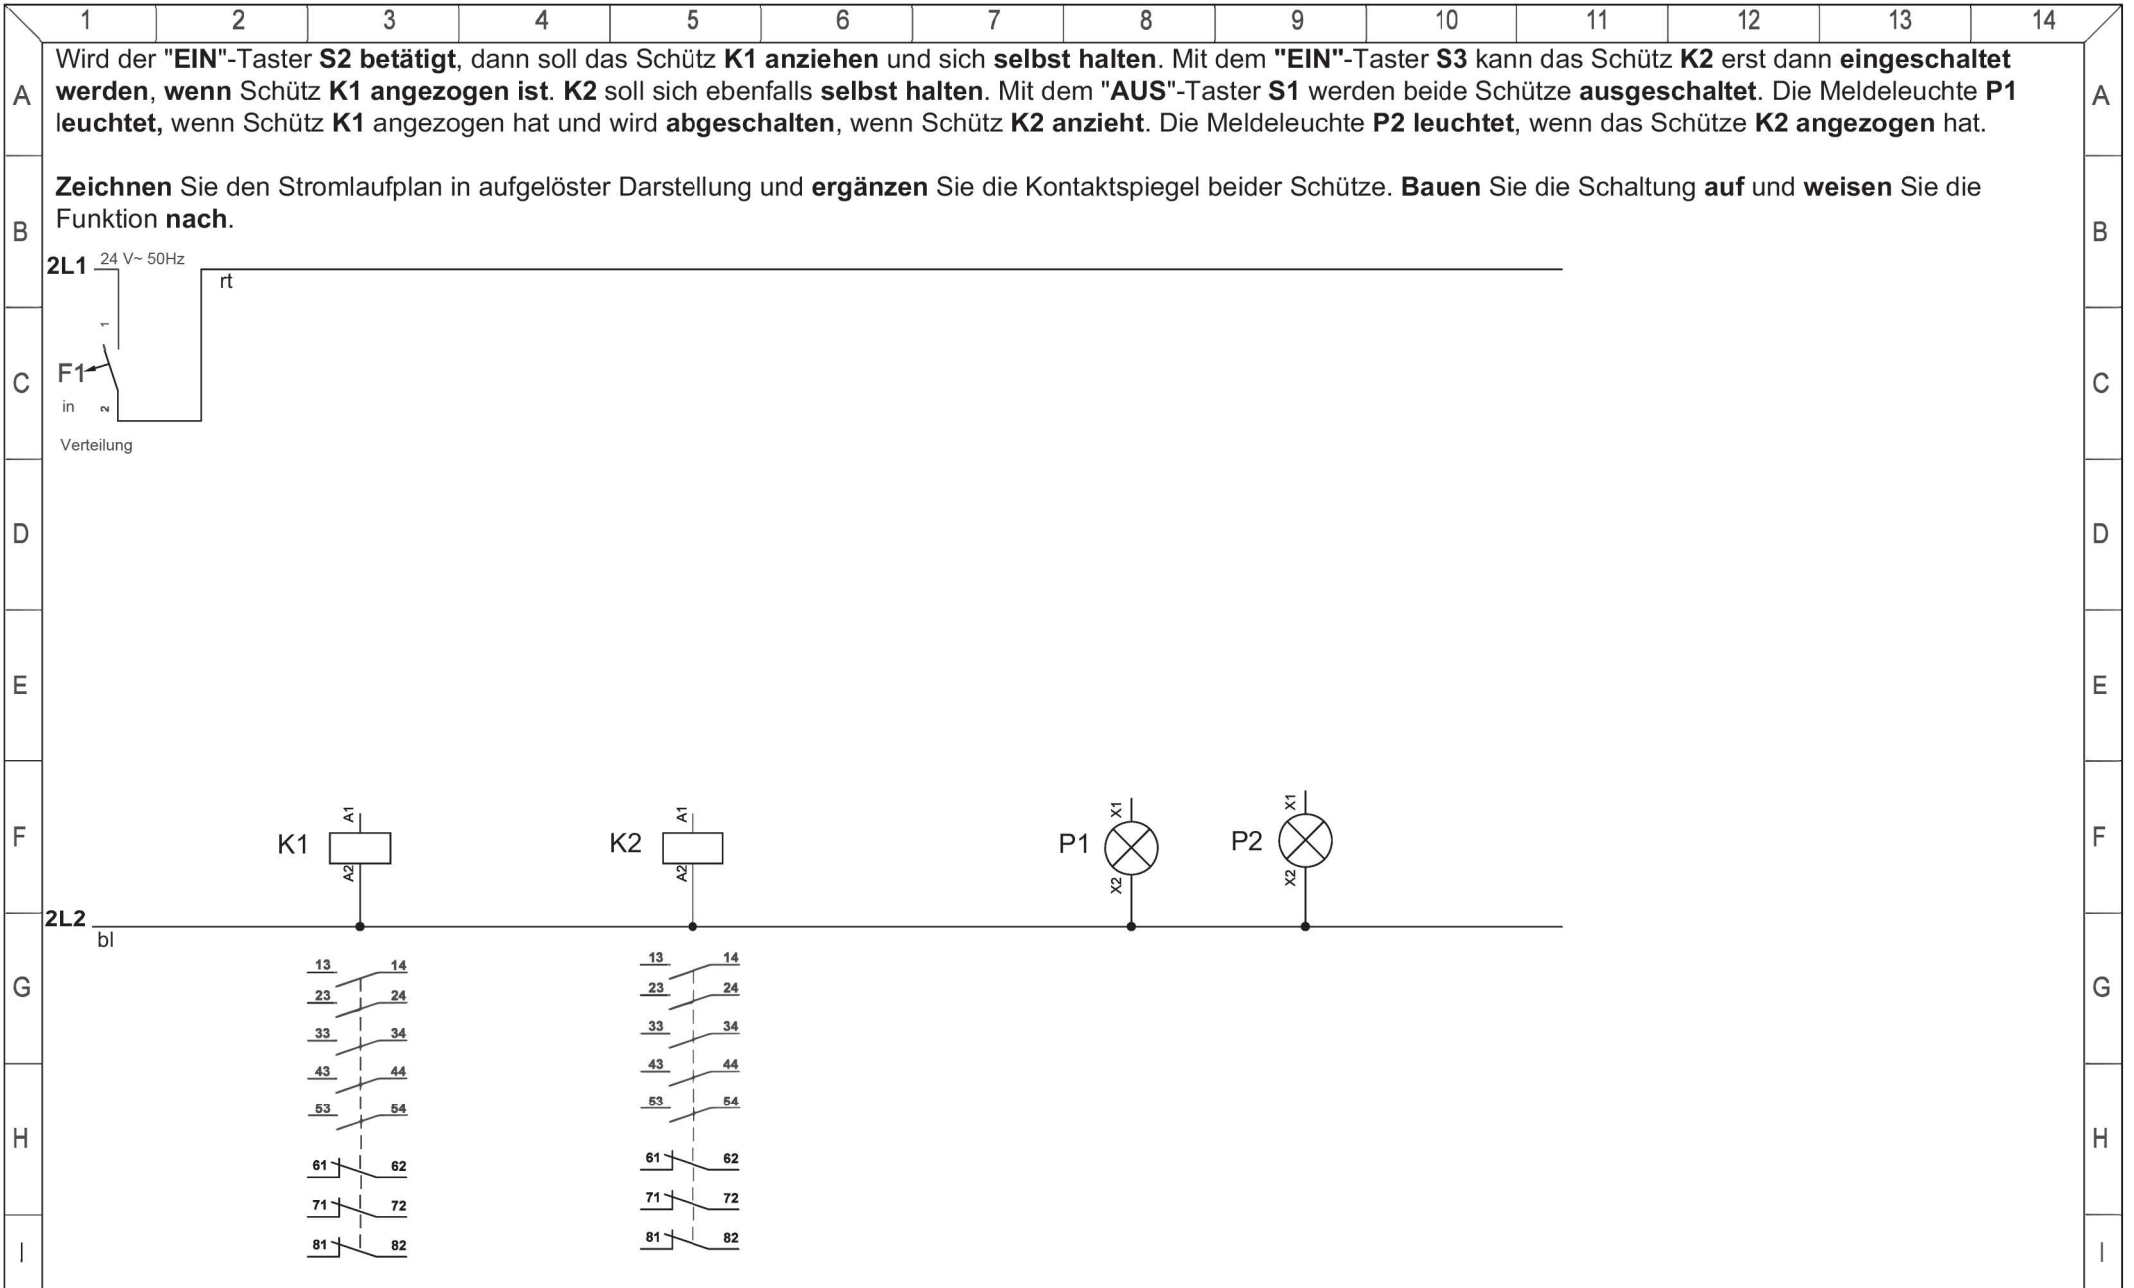 1 2 3 4 5 6 7 8 9 10 11 12 13 14
Wird der "EIN"-Taster S2 betätigt, dann soll das Schütz K1 anziehen und sich selbst halten. Mit dem "EIN"-Taster S3 kann das Schütz K2 erst dann eingeschaltet
A werden, wenn Schütz K1 angezogen ist. K2 soll sich ebenfalls selbst halten. Mit dem "AUS"-Taster S1 werden beide Schütze ausgeschaltet. Die Meldeleuchte P1 A
leuchtet, wenn Schütz K1 angezogen hat und wird abgeschalten, wenn Schütz K2 anzieht. Die Meldeleuchte P2 leuchtet, wenn das Schütze K2 angezogen hat.
Zeichnen Sie den Stromlaufplan in aufgelöster Darstellung und ergänzen Sie die Kontaktspiegel beider Schütze. Bauen Sie die Schaltung auf und weisen Sie die
B Funktion nach. B
2L1 24 V~ 50Hz
rt
1
F1
C C
in 2
Verteilung
D D
E E
A1 A1 X1 X1
F K1 K2 P1 P2 F
A2 A2 X2 X2
2L2
bl
13 14 13 14
G 23 24 23 24 G
33 34 33 34
43 44 43 44
53 54 53 54
H H
61 62 61 62
71 72 71 72
81 82 81 82
I I